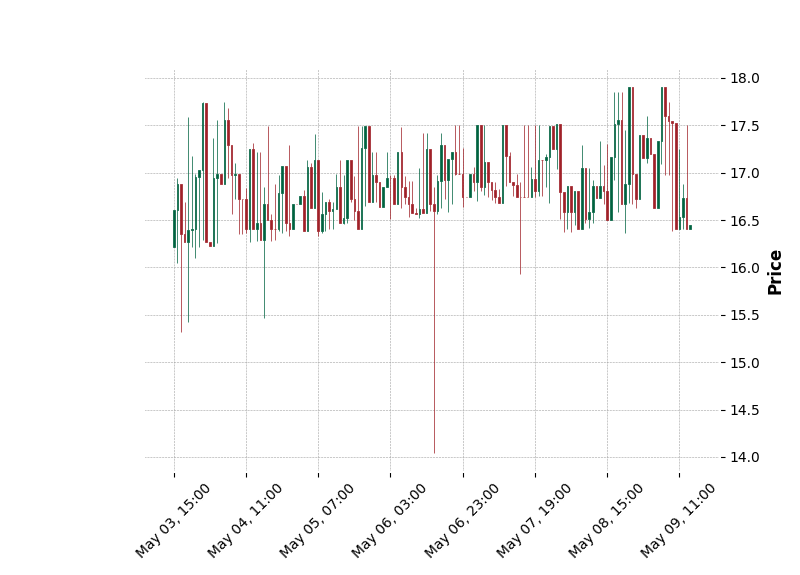 18.0
17.5
17.0
16.5
16.0
15.5
15.0
14.5
14.0
Price
May 03, 15:00
May 04, 11:00
May 05, 07:00
May 06, 03:00
May 06, 23:00
May 07, 19:00
May 08, 15:00
May 09, 11:00